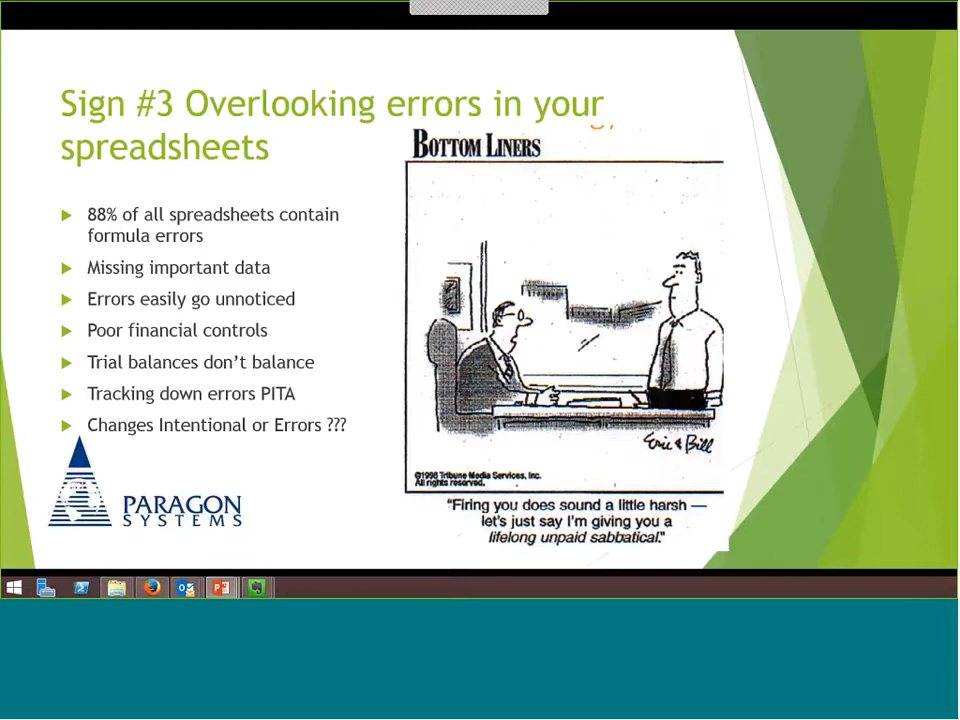 Sign #3 Overlooking errors in your
spreadsheets
88% of all spreadsheets contain
formula errors
Missing important data
Errors easily go unnoticed
Poor financial controls
Trial balances don’t balance
Tracking down errors PITA
Changes Intentional or Errors ???
PARAGON
SYSTEMS
BOTTOM LINERS
Eric & Bill
©1998 Tribune Media Services, Inc.
All rights reserved.
"Firing you does sound a little harsh —
let's just say I'm giving you a
lifelong unpaid sabbatical."